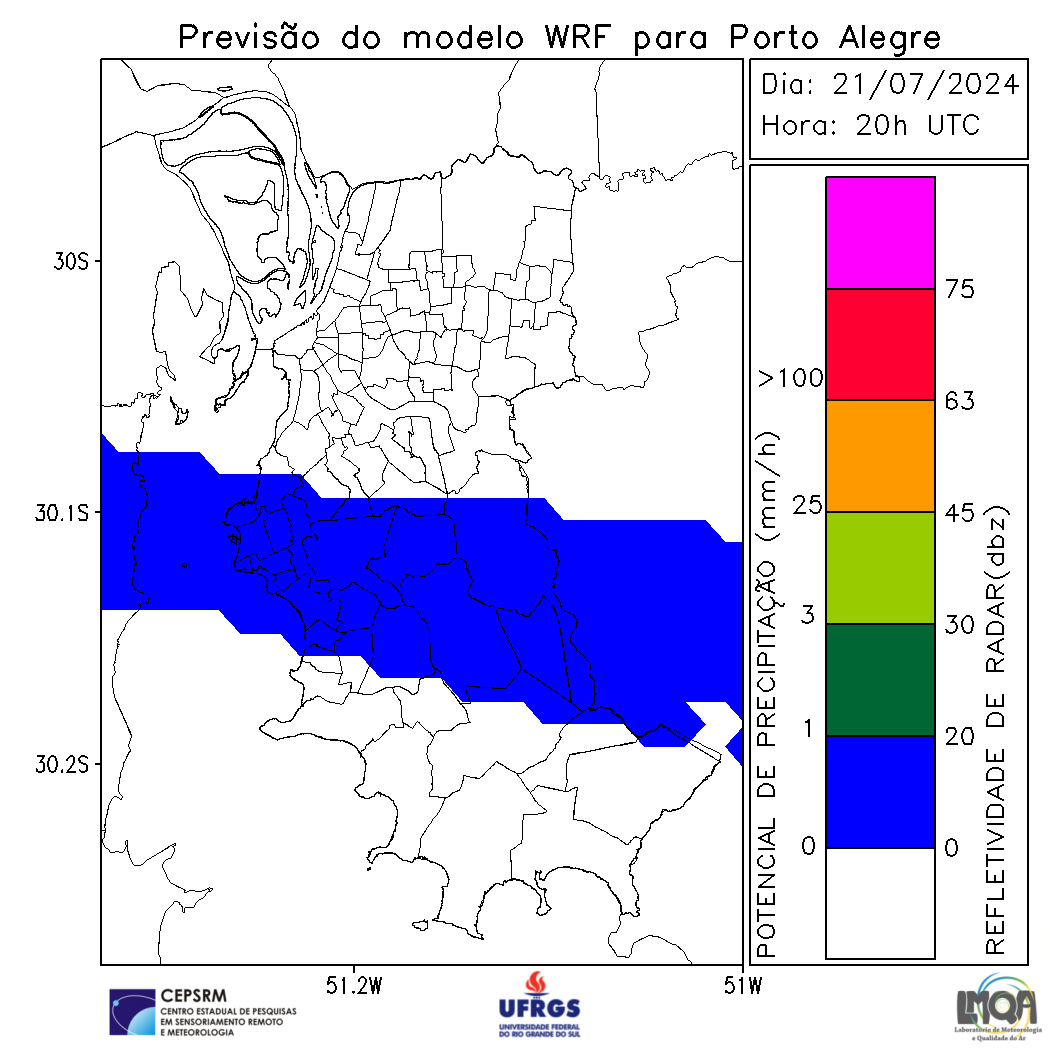 Previsão do modelo WRF para Porto Alegre
Dia: 21/07/2024
Hora: 20h UTC
30S
30.1S
30.2S
51.2W
51W
POTENCIAL DE PRECIPITAÇÃO (mm/h)
>100
25
3
1
0
75
63
45
30
20
0
REFLETIVIDADE DE RADAR(dbz)
CEPSRM
CENTRO ESTADUAL DE PESQUISAS
EM SENSORIAMENTO REMOTO
E METEOROLOGIA
UFRGS
UNIVERSIDADE FEDERAL
DO RIO GRANDE DO SUL
LMQA
Laboratório de Meteorologia
e Qualidade do Ar